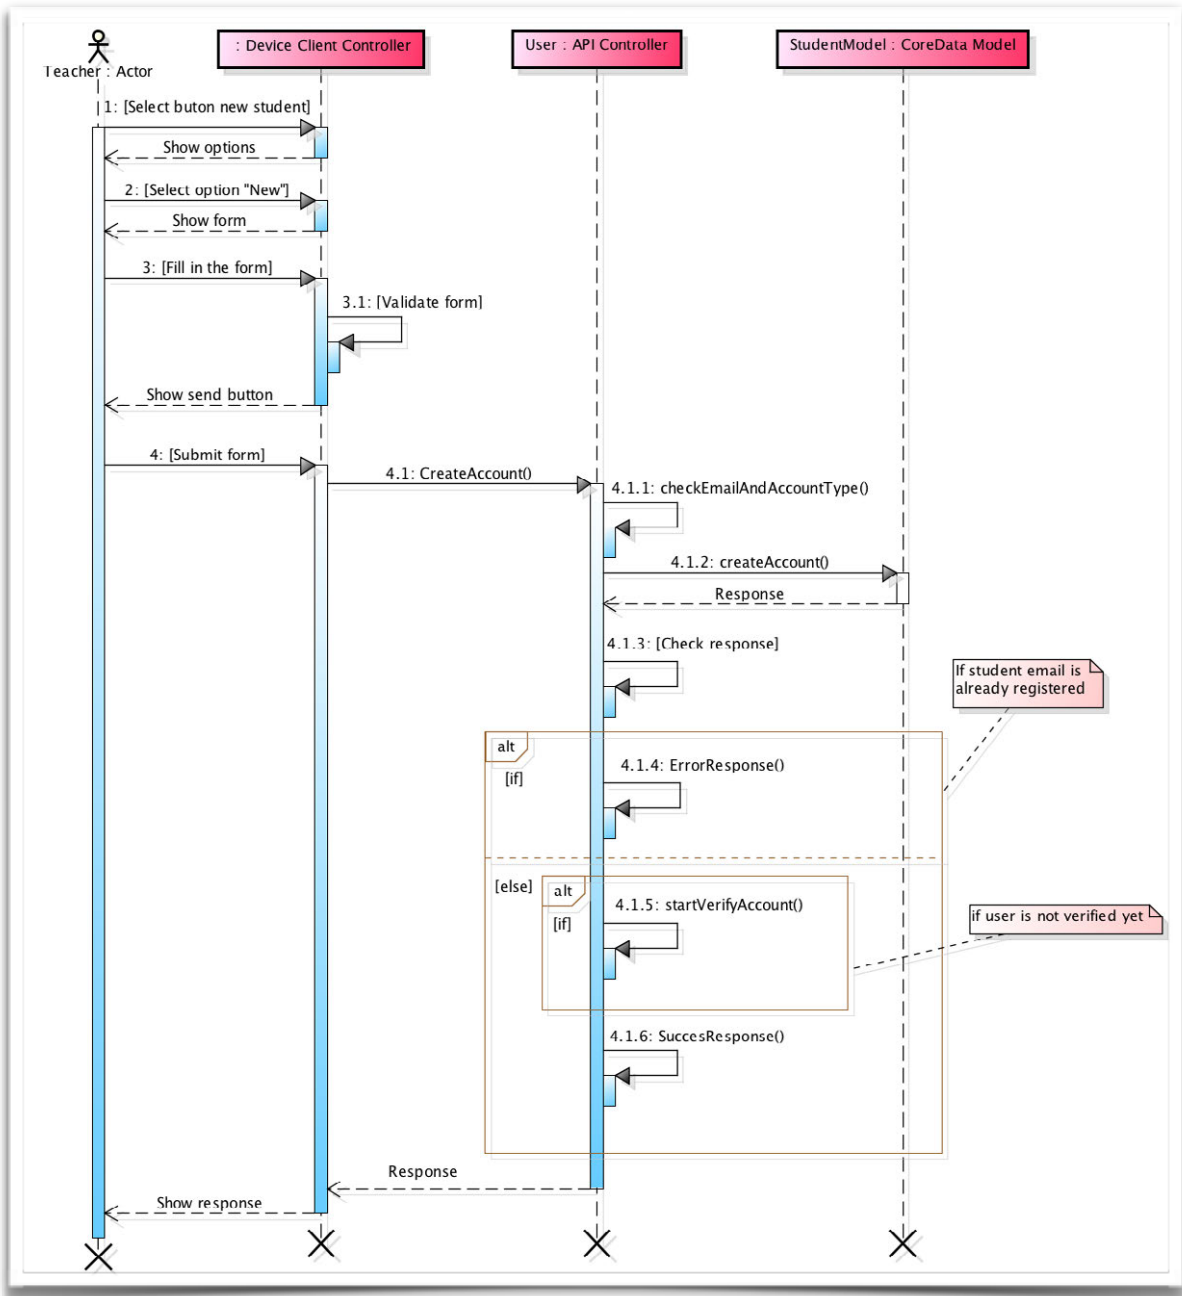 : Device Client Controller
User : API Controller
StudentModel : CoreData Model
Teacher : Actor
1: [Select buton new student]
Show options
2: [Select option "New"]
Show form
3: [Fill in the form]
3.1: [Validate form]
Show send button
4: [Submit form]
4.1: CreateAccount()
4.1.1: checkEmailAndAccountType()
4.1.2: createAccount()
Response
4.1.3: [Check response]
If student email is
already registered
alt
[if]
4.1.4: ErrorResponse()
[else]
alt
[if]
4.1.5: startVerifyAccount()
if user is not verified yet
4.1.6: SuccesResponse()
Response
Show response